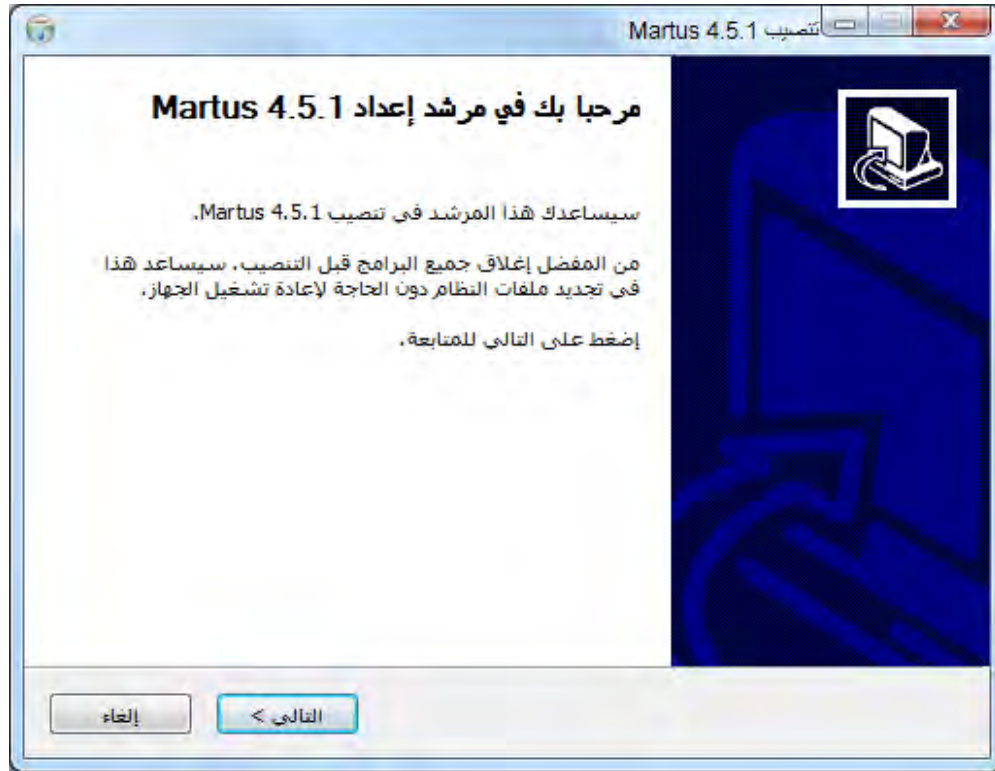 تنصيب Martus 4.5.1
مرحبا بك في مرشد إعداد Martus 4.5.1
سيساعدك هذا المرشد في تنصيب Martus 4.5.1.
من المفضل إغلاق جميع البرامج قبل التنصيب. سيساعد هذا
في تجديد ملفات النظام دون الحاجة لإعادة تشغيل الجهاز.
إضغط على التالي للمتابعة.
التالي >
إلغاء